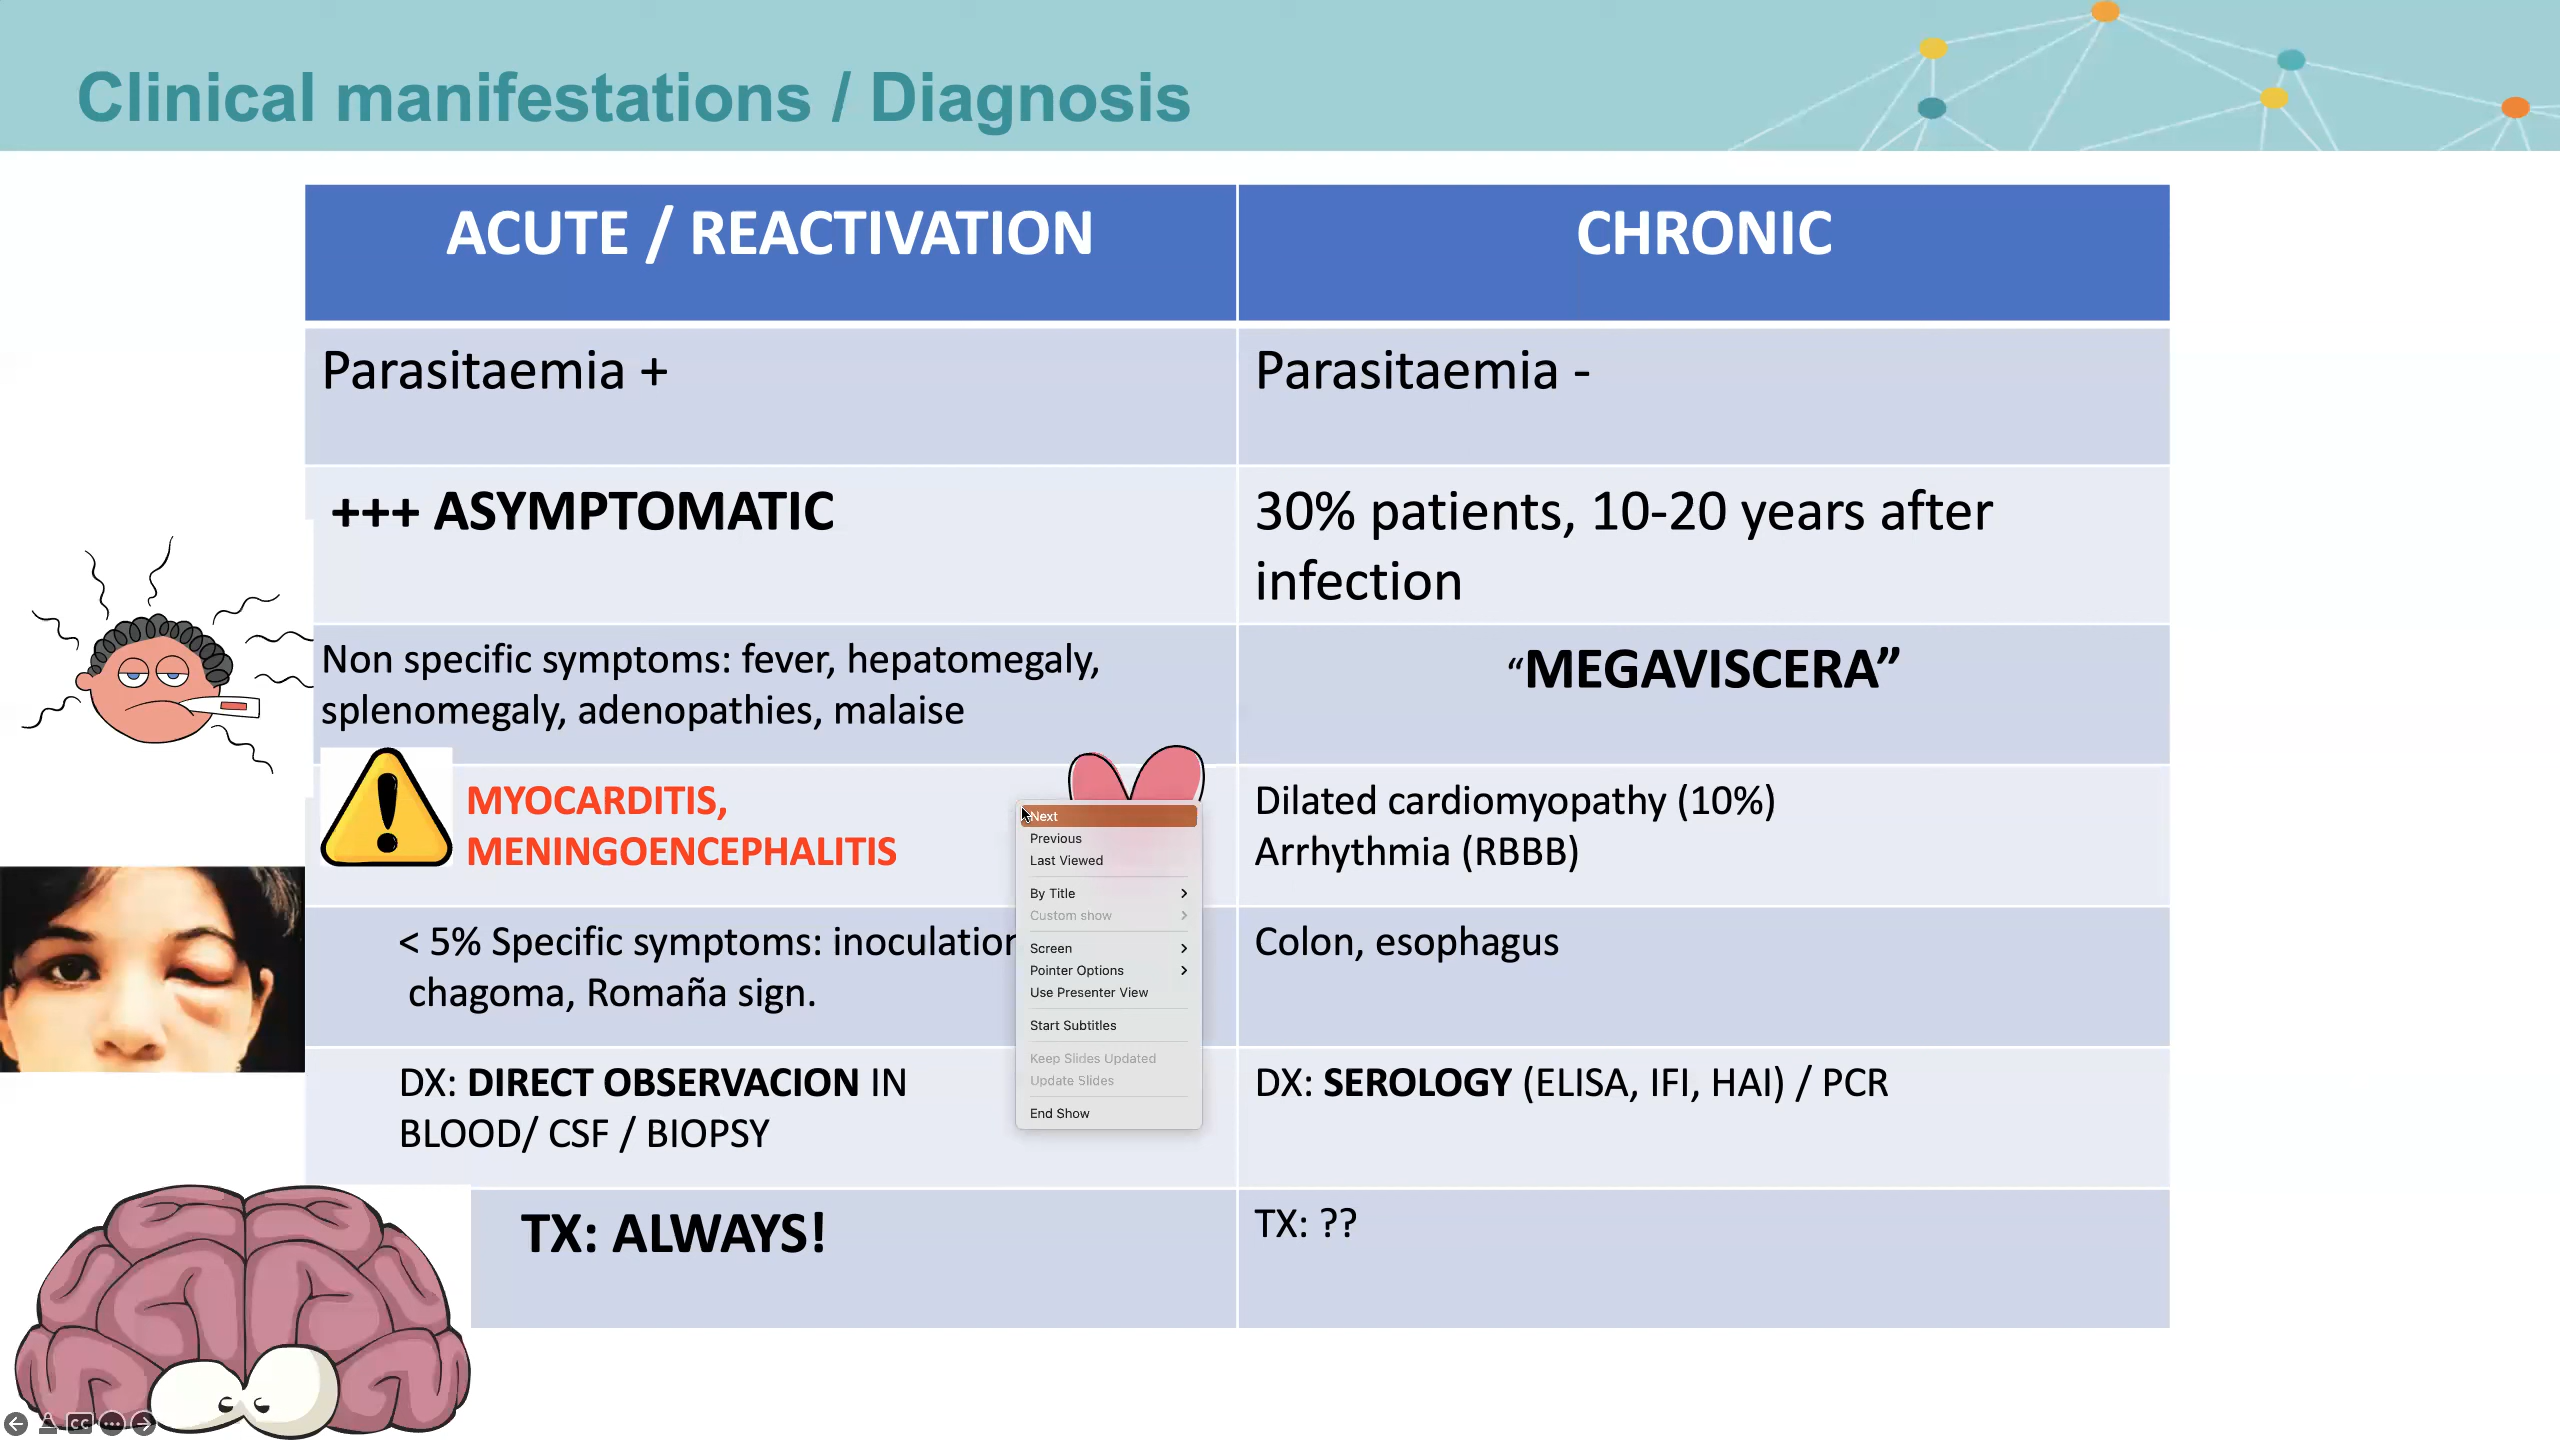 Clinical manifestations / Diagnosis
ACUTE / REACTIVATION
CHRONIC
Parasitaemia +
Parasitaemia -
+++ ASYMPTOMATIC
30% patients, 10-20 years after
infection
Non specific symptoms: fever, hepatomegaly,
splenomegaly, adenopathies, malaise
“MEGAVISCERA”
MYOCARDITIS,
MENINGOENCEPHALITIS
Dilated cardiomyopathy (10%)
Arrhythmia (RBBB)
< 5% Specific symptoms: inoculation
chagoma, Romaña sign.
Colon, esophagus
DX: DIRECT OBSERVACION IN
BLOOD/ CSF / BIOPSY
DX: SEROLOGY (ELISA, IFI, HAI) / PCR
TX: ALWAYS!
TX: ??
Next
Previous
Last Viewed
By Title
Custom show
Screen
Pointer Options
Use Presenter View
Start Subtitles
Keep Slides Updated
Update Slides
End Show
CC